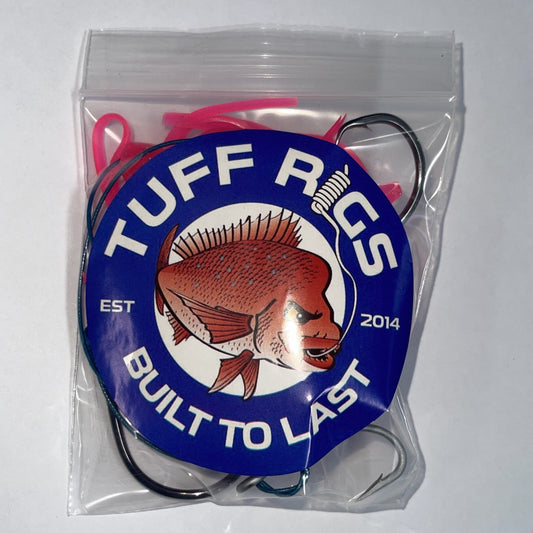 TUFF RIGS
EST
2014
BUILT TO LAST